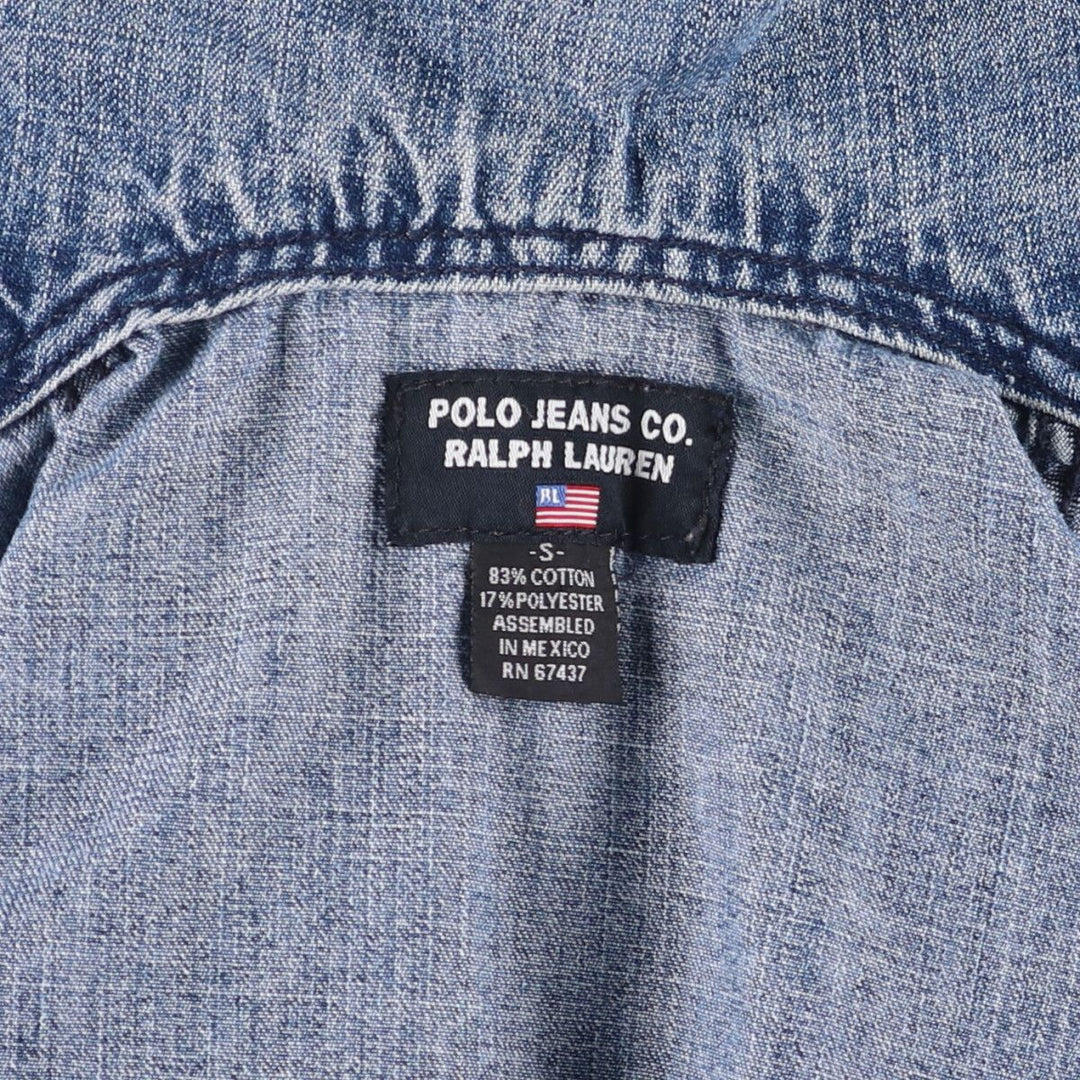 POLO JEANS CO.
RALPH LAUREN
RL
-S-
83% COTTON
17% POLYESTER
ASSEMBLED
IN MEXICO
RN 67437